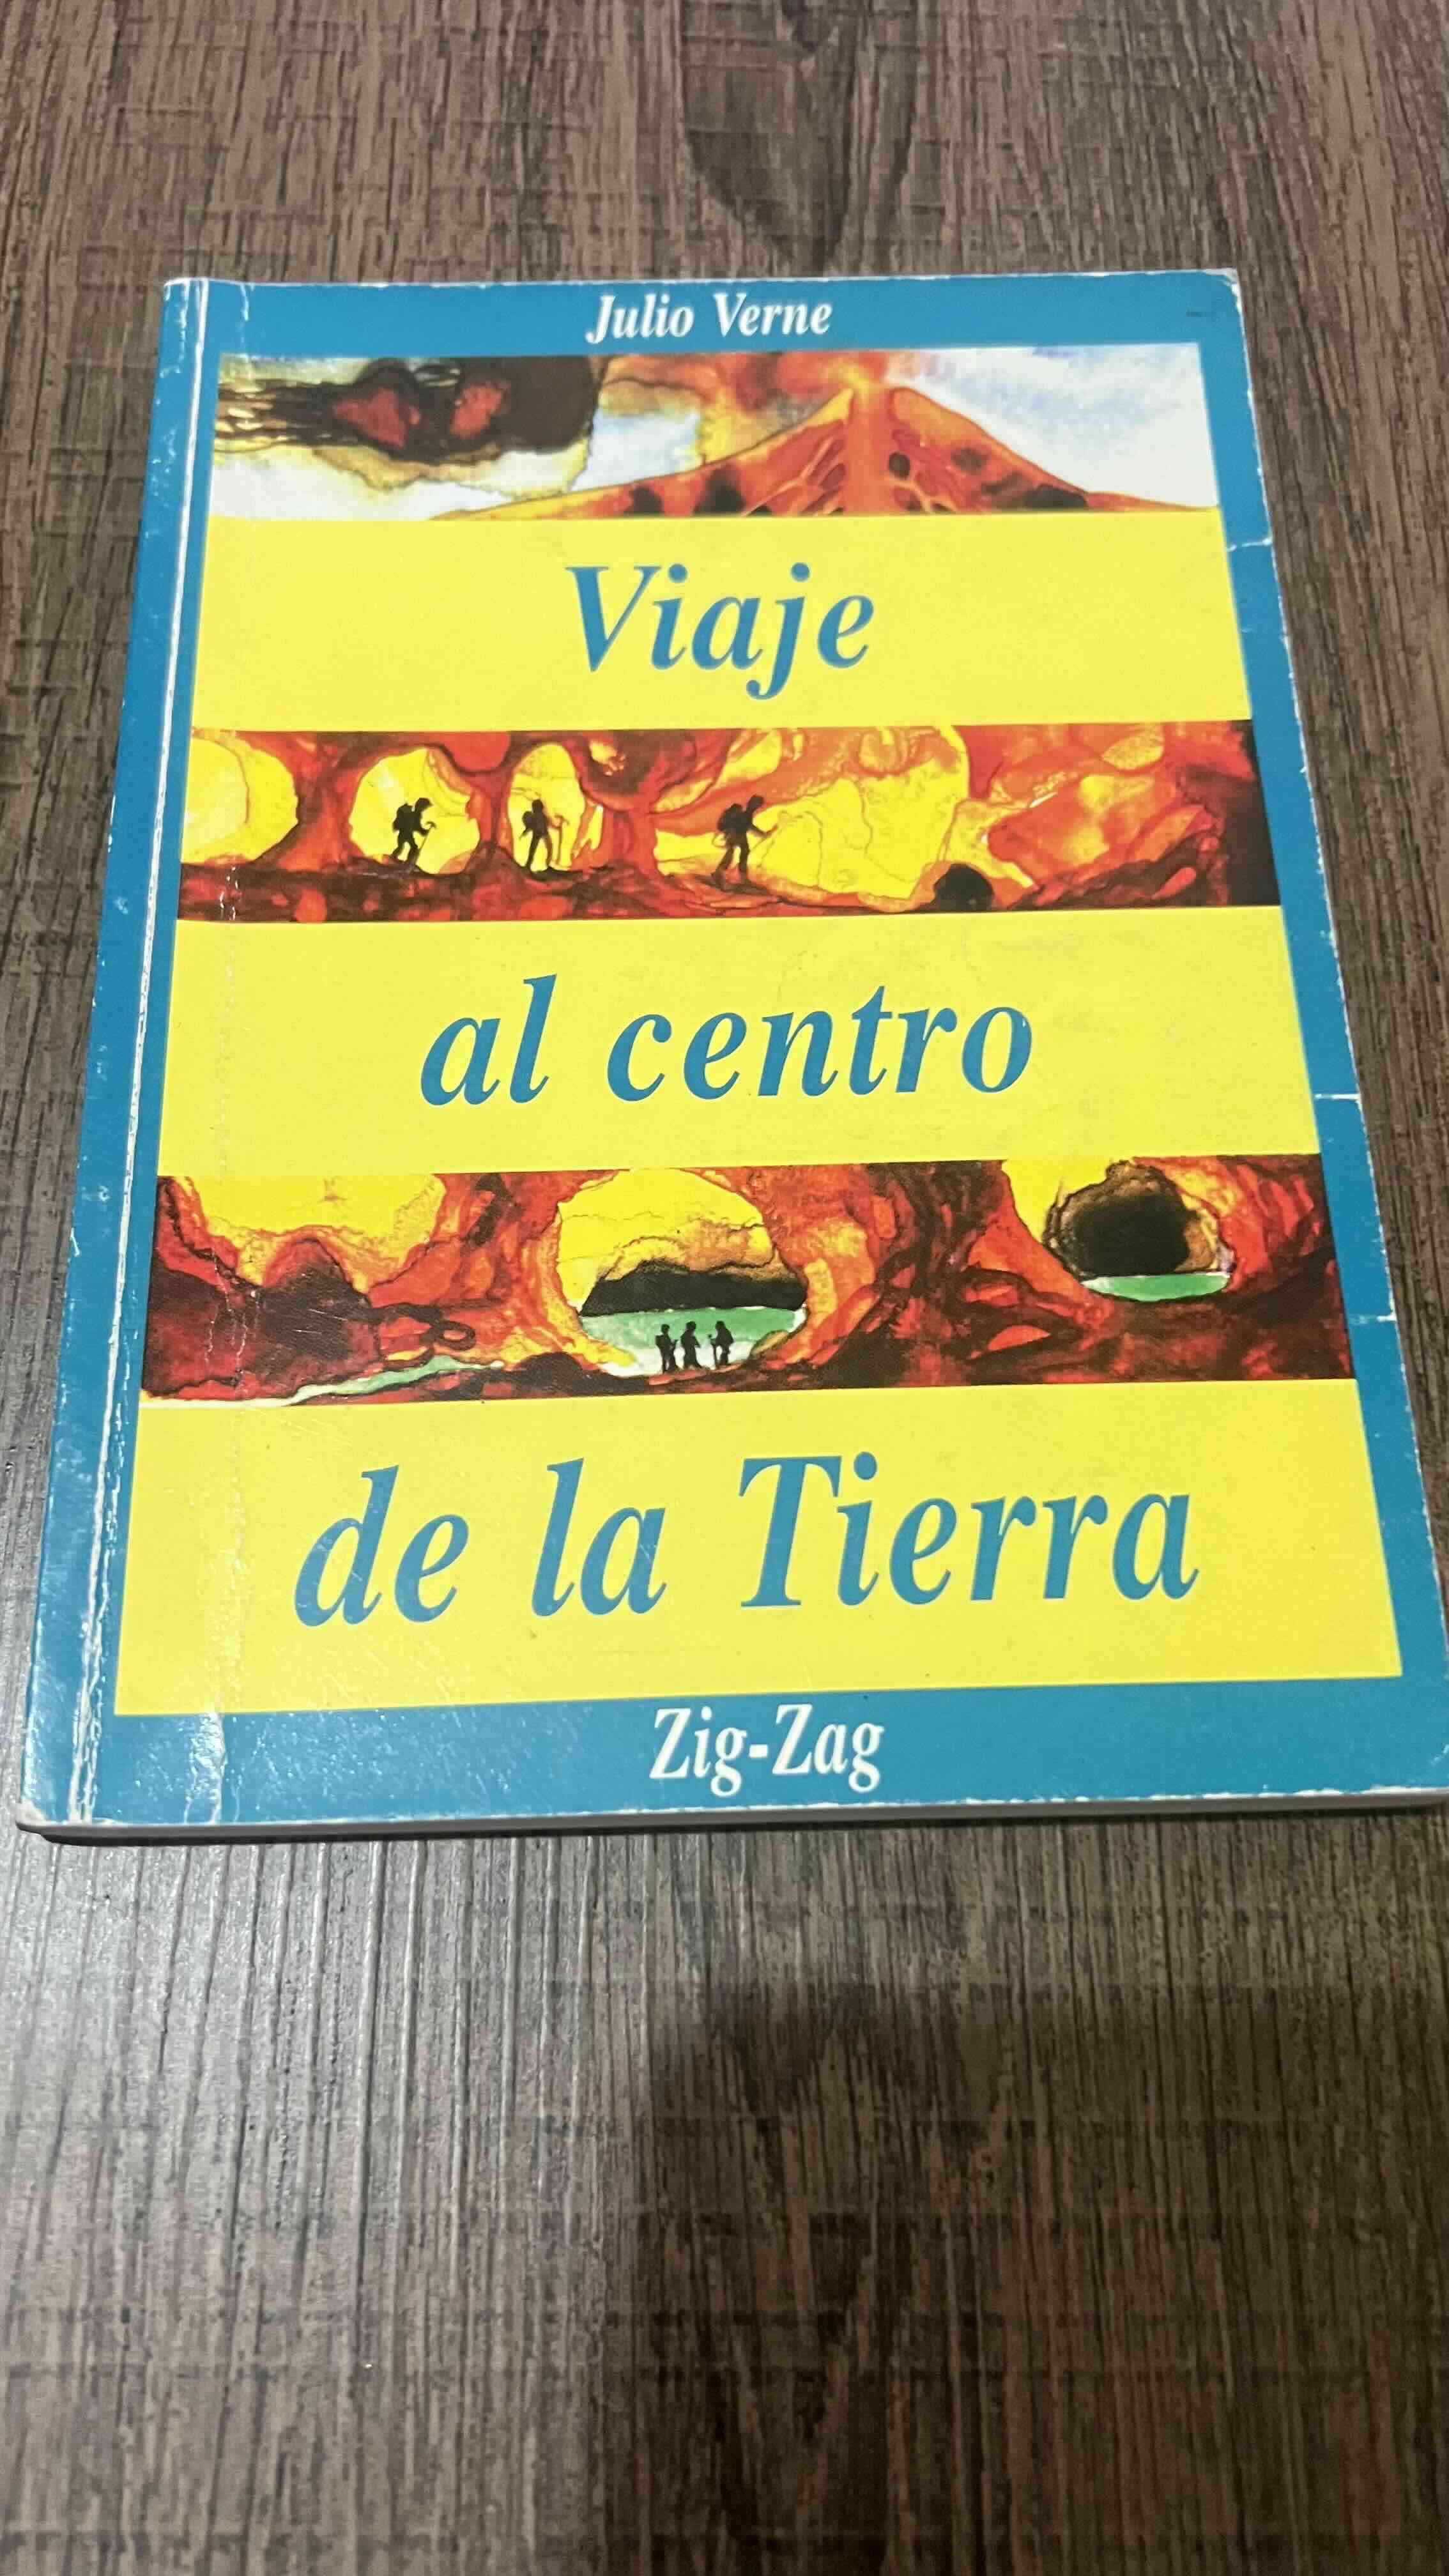 Julio Verne
Viaje
al centro
de la Tierra
Zig-Zag